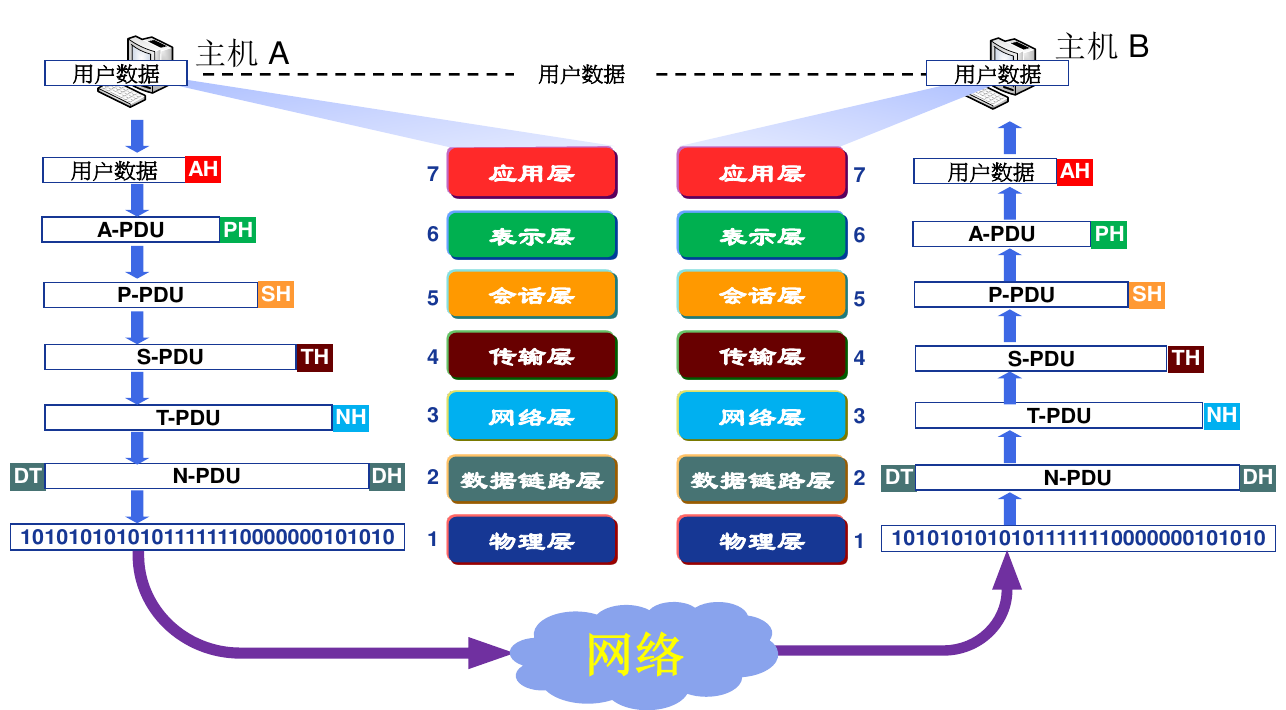 主机 A
主机 B
用户数据
用户数据
用户数据
用户数据 AH
7 应用层
应用层 7
用户数据 AH
A-PDU PH
6 表示层
表示层 6
A-PDU PH
P-PDU SH
5 会话层
会话层 5
P-PDU SH
S-PDU TH
4 传输层
传输层 4
S-PDU TH
T-PDU NH
3 网络层
网络层 3
T-PDU NH
DT N-PDU DH
2 数据链路层
数据链路层 2
DT N-PDU DH
1010101010101111111000000010101​0
1 物理层
物理层 1
10101010101011111110000000101010
网络